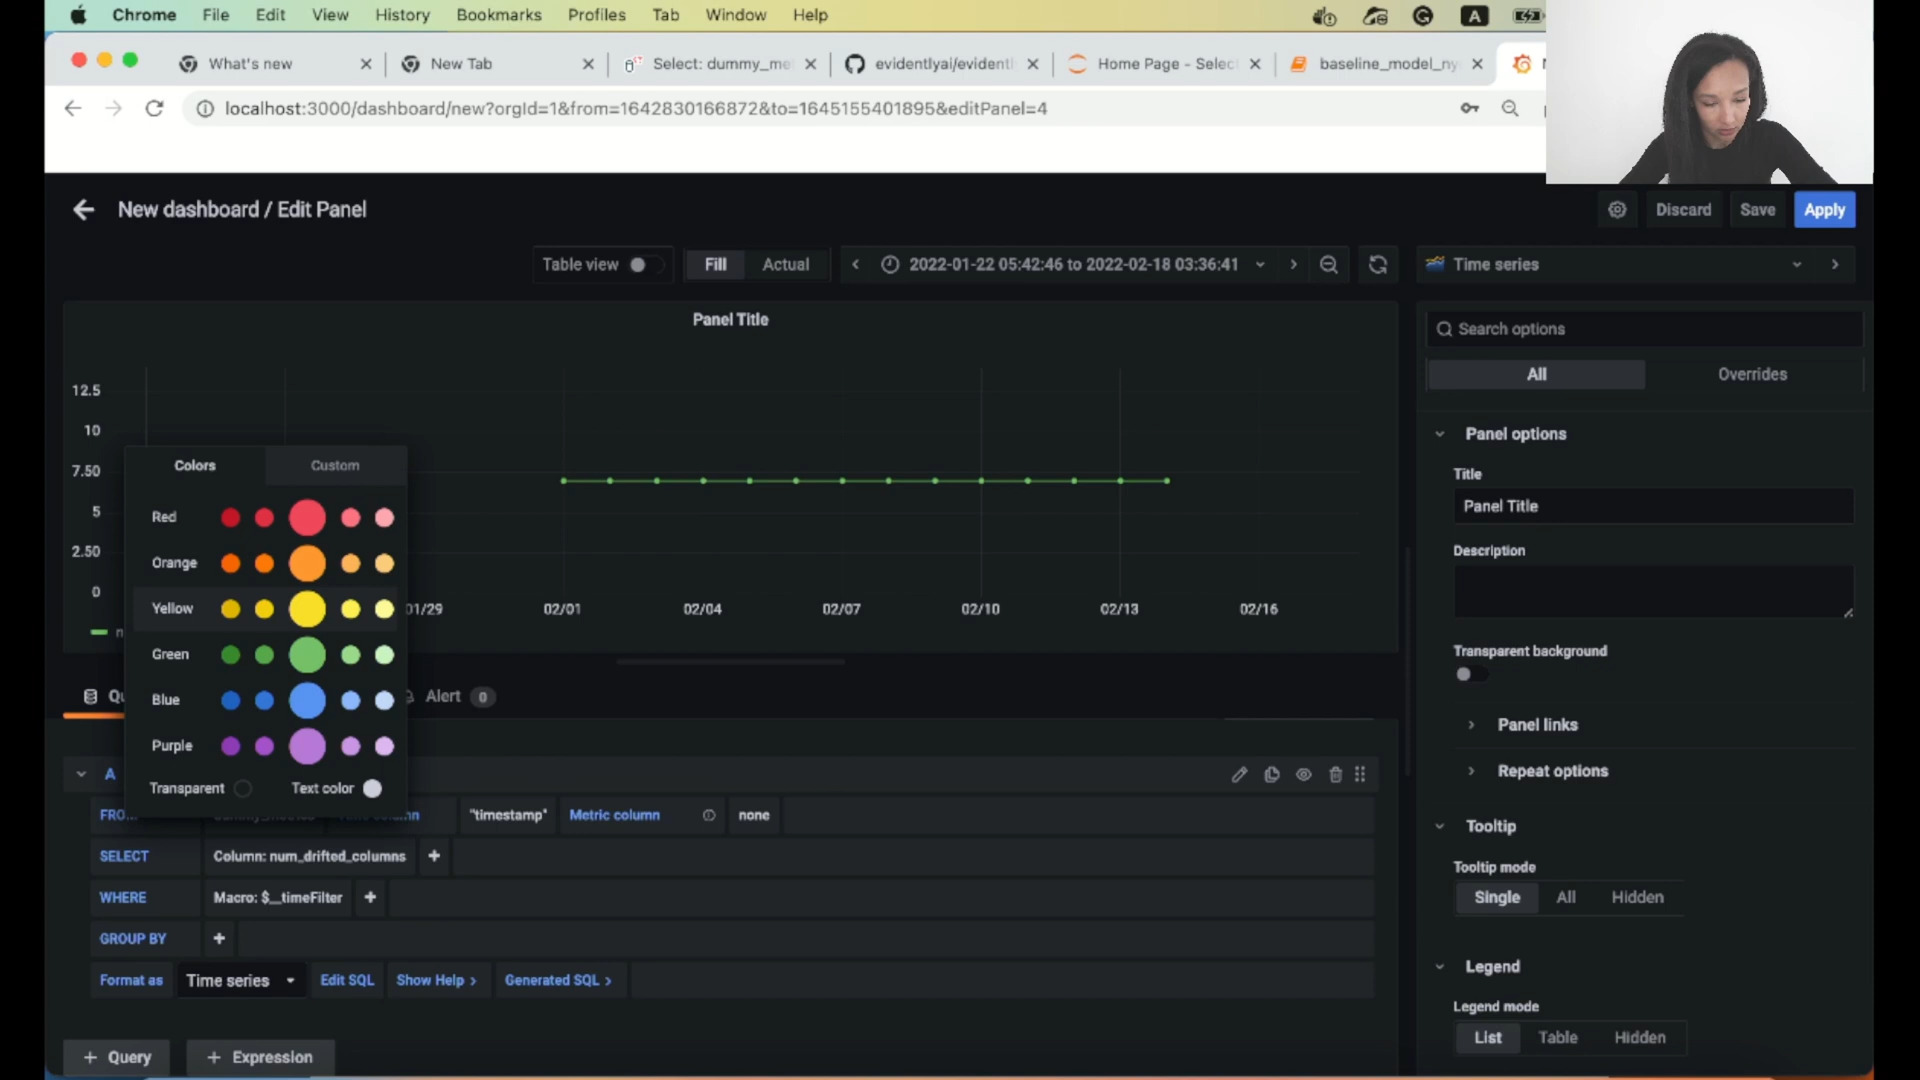 Chrome File Edit View History Bookmarks Profiles Tab Window Help
A
What's new
New Tab
Select: dummy_me
evidentlyai/evidentl
Home Page - Select
baseline_model_ny
localhost:3000/dashboard/new?orgId=1&from=1642830166872&to=1645155401895&editPanel=4
New dashboard / Edit Panel
Discard
Save
Apply
Table view
Fill
Actual
2022-01-22 05:42:46 to 2022-02-18 03:36:41
Time series
Panel Title
Search options
All
Overrides
12.5
10
7.50
5
2.50
0
01/29
02/01
02/04
02/07
02/10
02/13
02/16
Colors
Custom
Red
Orange
Yellow
Green
Blue
Purple
Transparent
Text color
Alert 0
A
"timestamp"
Metric column
none
SELECT
Column: num_drifted_columns
+
WHERE
Macro: $__timeFilter
+
GROUP BY
+
Format as
Time series
Edit SQL
Show Help >
Generated SQL >
+ Query
+ Expression
Panel options
Title
Panel Title
Description
Transparent background
Panel links
Repeat options
Tooltip
Tooltip mode
Single
All
Hidden
Legend
Legend mode
List
Table
Hidden